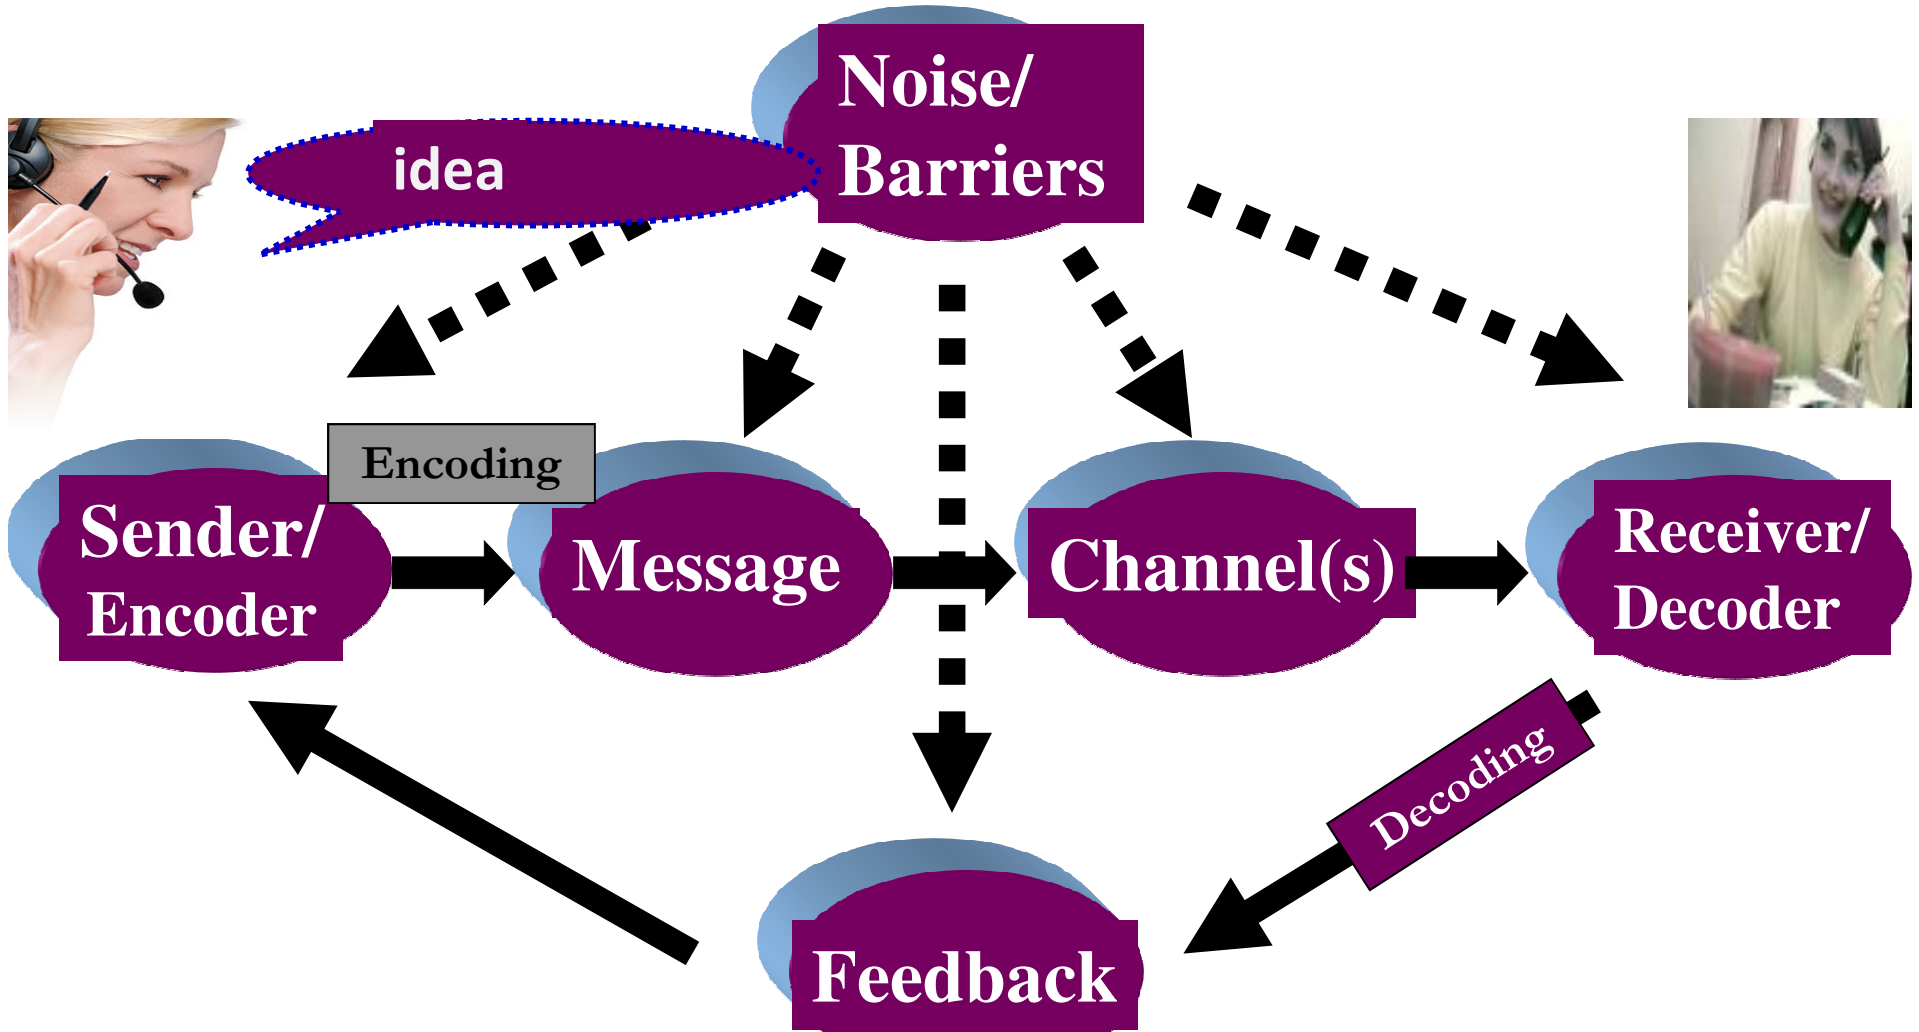 Noise/
Barriers
idea
Encoding
Sender/
Encoder
Message
Channel(s)
Receiver/
Decoder
Decoding
Feedback